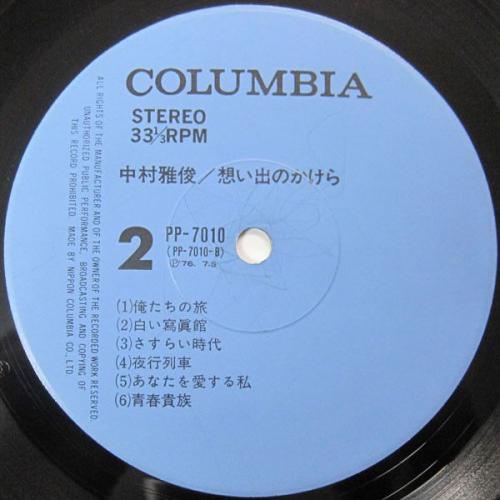 COLUMBIA
STEREO
33⅓RPM
中村雅俊／想い出のかけら
2
PP-7010
(PP-7010-B)
Ⓟ'76. 7.S
(1)俺たちの旅
(2)白い寫眞館
(3)さすらい時代
(4)夜行列車
(5)あなたを愛する私
(6)青春貴族
ALL RIGHTS OF THE MANUFACTURER AND OF THE OWNER OF THE RECORDED WORK RESERVED.
UNAUTHORIZED PUBLIC PERFORMANCE, BROADCASTING AND COPYING OF
THIS RECORD PROHIBITED. MADE BY NIPPON COLUMBIA CO., LTD.